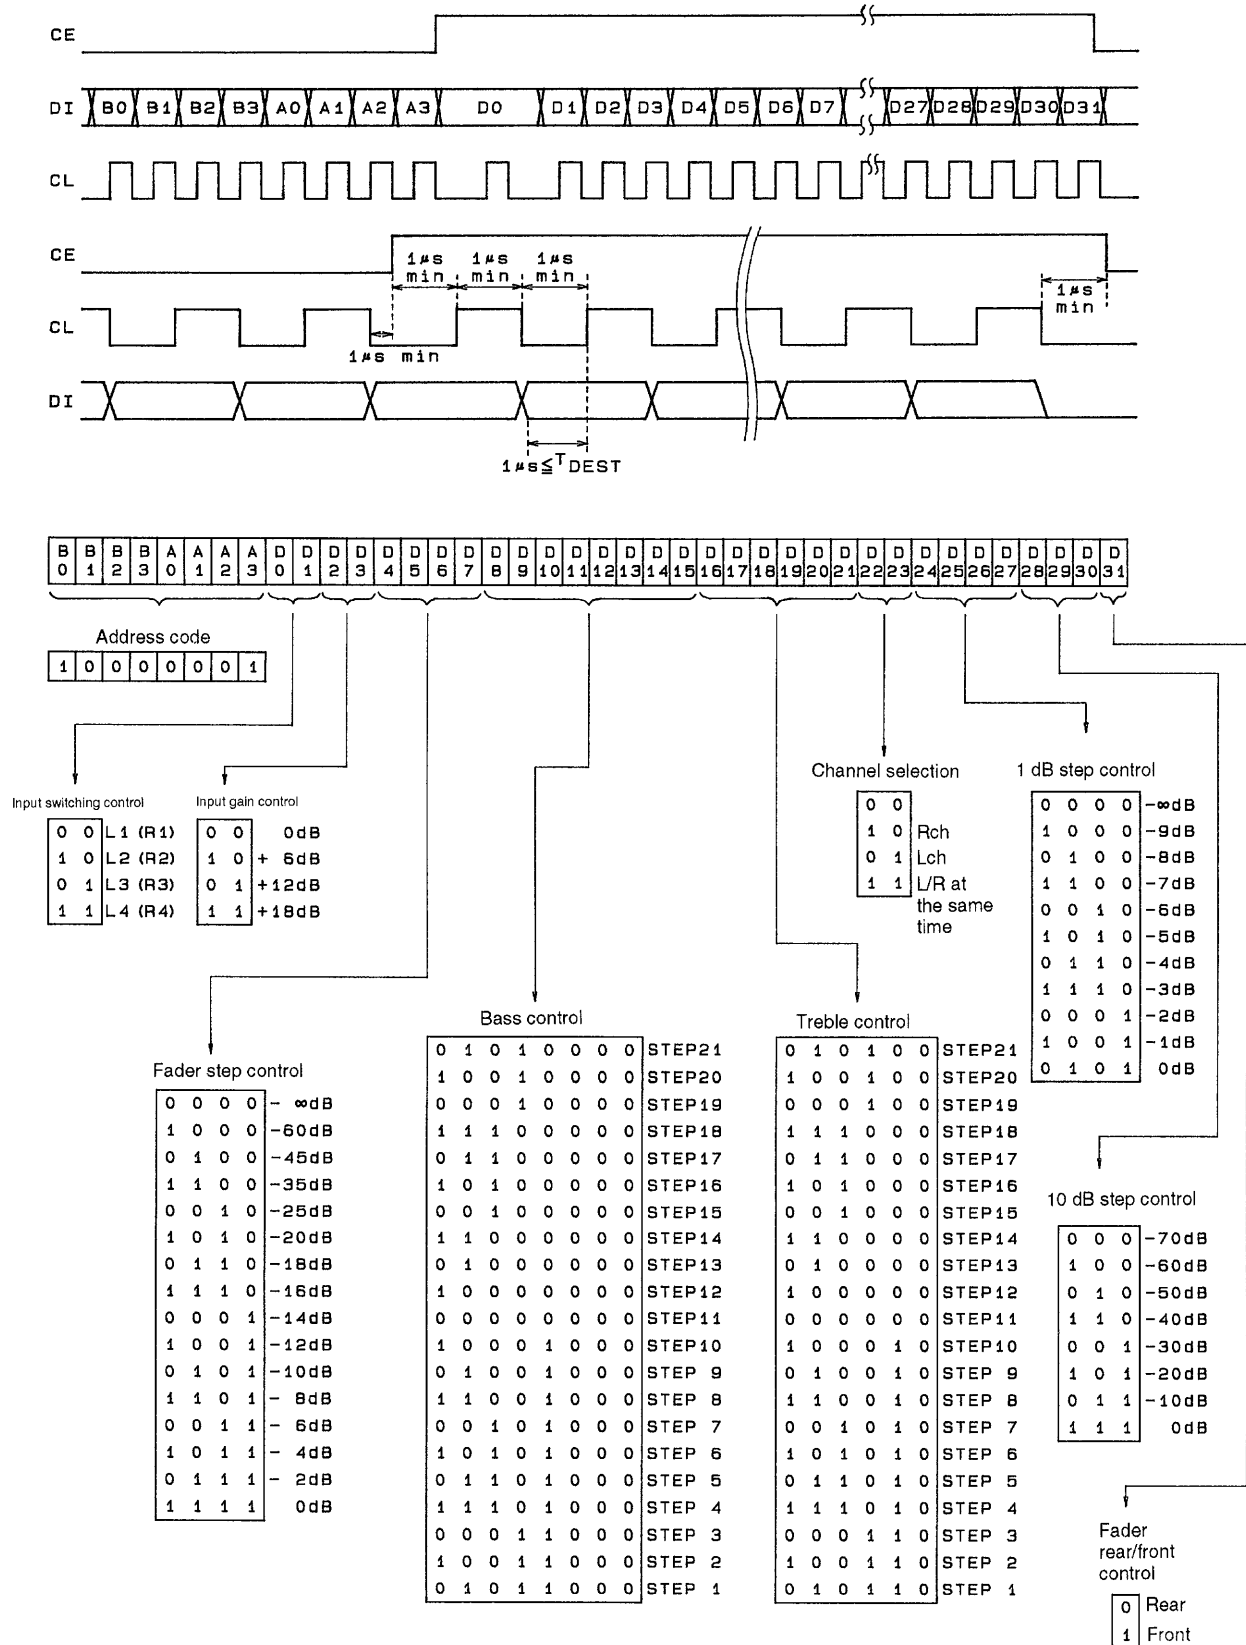 CE
DI B0 B1 B2 B3 A0 A1 A2 A3 D0 D1 D2 D3 D4 D5 D6 D7 D27 D28 D29 D30 D31
CL
CE
1μs min 1μs min 1μs min
1μs min
CL
1μs min
DI
1μs≦TDEST
B0 B1 B2 B3 A0 A1 A2 A3 D0 D1 D2 D3 D4 D5 D6 D7 D8 D9 D10 D11 D12 D13 D14 D15 D16 D17 D18 D19 D20 D21 D22 D23 D24 D25 D26 D27 D28 D29 D30 D31
Address code
1 0 0 0 0 0 0 1
Input switching control
0 0 L1 (R1)
1 0 L2 (R2)
0 1 L3 (R3)
1 1 L4 (R4)
Input gain control
0 0 0dB
1 0 + 6dB
0 1 +12dB
1 1 +18dB
Channel selection
0 0
1 0 Rch
0 1 Lch
1 1 L/R at
the same
time
1 dB step control
0 0 0 0 -∞dB
1 0 0 0 -9dB
0 1 0 0 -8dB
1 1 0 0 -7dB
0 0 1 0 -6dB
1 0 1 0 -5dB
0 1 1 0 -4dB
1 1 1 0 -3dB
0 0 0 1 -2dB
1 0 0 1 -1dB
0 1 0 1 0dB
Fader step control
0 0 0 0 - ∞dB
1 0 0 0 -60dB
0 1 0 0 -45dB
1 1 0 0 -35dB
0 0 1 0 -25dB
1 0 1 0 -20dB
0 1 1 0 -18dB
1 1 1 0 -16dB
0 0 0 1 -14dB
1 0 0 1 -12dB
0 1 0 1 -10dB
1 1 0 1 - 8dB
0 0 1 1 - 6dB
1 0 1 1 - 4dB
0 1 1 1 - 2dB
1 1 1 1 0dB
Bass control
0 1 0 1 0 0 0 0 STEP21
1 0 0 1 0 0 0 0 STEP20
0 0 0 1 0 0 0 0 STEP19
1 1 1 0 0 0 0 0 STEP18
0 1 1 0 0 0 0 0 STEP17
1 0 1 0 0 0 0 0 STEP16
0 0 1 0 0 0 0 0 STEP15
1 1 0 0 0 0 0 0 STEP14
0 1 0 0 0 0 0 0 STEP13
1 0 0 0 0 0 0 0 STEP12
0 0 0 0 0 0 0 0 STEP11
1 0 0 0 1 0 0 0 STEP10
0 1 0 0 1 0 0 0 STEP 9
1 1 0 0 1 0 0 0 STEP 8
0 0 1 0 1 0 0 0 STEP 7
1 0 1 0 1 0 0 0 STEP 6
0 1 1 0 1 0 0 0 STEP 5
1 1 1 0 1 0 0 0 STEP 4
0 0 0 1 1 0 0 0 STEP 3
1 0 0 1 1 0 0 0 STEP 2
0 1 0 1 1 0 0 0 STEP 1
Treble control
0 1 0 1 0 0 STEP21
1 0 0 1 0 0 STEP20
0 0 0 1 0 0 STEP19
1 1 1 0 0 0 STEP18
0 1 1 0 0 0 STEP17
1 0 1 0 0 0 STEP16
0 0 1 0 0 0 STEP15
1 1 0 0 0 0 STEP14
0 1 0 0 0 0 STEP13
1 0 0 0 0 0 STEP12
0 0 0 0 0 0 STEP11
1 0 0 0 1 0 STEP10
0 1 0 0 1 0 STEP 9
1 1 0 0 1 0 STEP 8
0 0 1 0 1 0 STEP 7
1 0 1 0 1 0 STEP 6
0 1 1 0 1 0 STEP 5
1 1 1 0 1 0 STEP 4
0 0 0 1 1 0 STEP 3
1 0 0 1 1 0 STEP 2
0 1 0 1 1 0 STEP 1
10 dB step control
0 0 0 -70dB
1 0 0 -60dB
0 1 0 -50dB
1 1 0 -40dB
0 0 1 -30dB
1 0 1 -20dB
0 1 1 -10dB
1 1 1 0dB
Fader
rear/front
control
0 Rear
1 Front